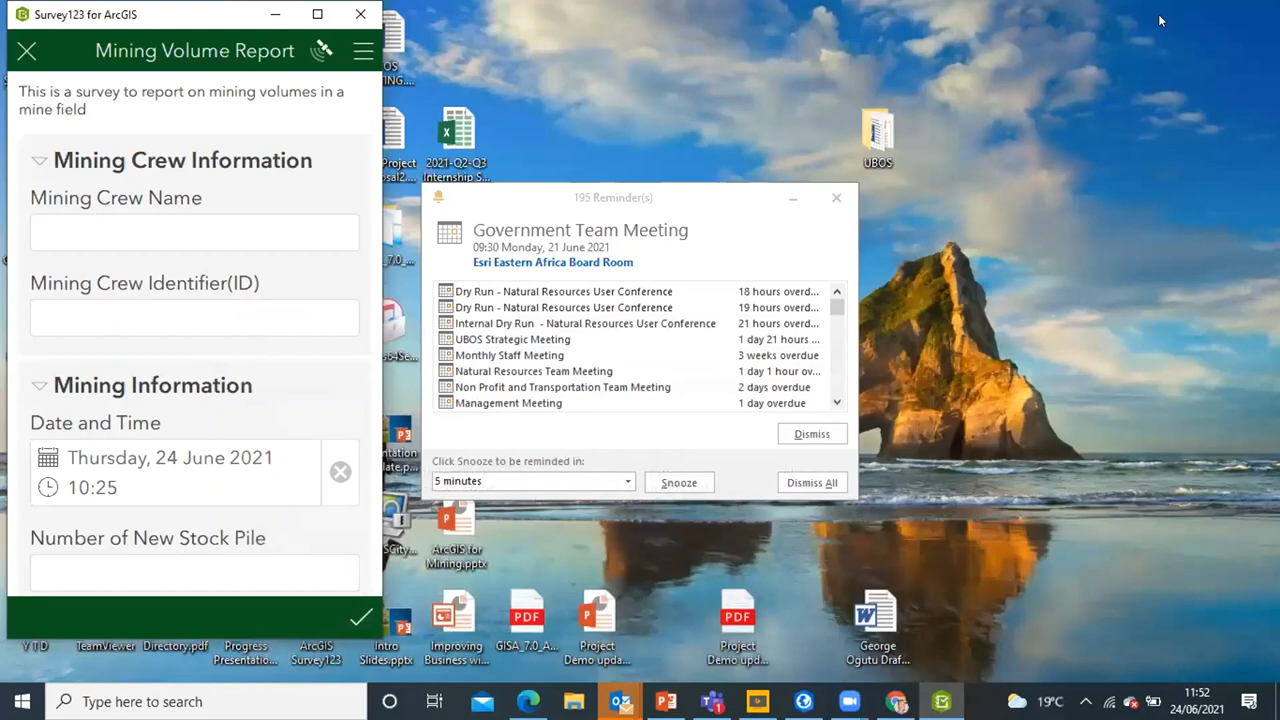 Survey123 for ArcGIS
Mining Volume Report
This is a survey to report on mining volumes in a
mine field
Mining Crew Information
Mining Crew Name
Mining Crew Identifier(ID)
Mining Information
Date and Time
Thursday, 24 June 2021
10:25
Number of New Stock Pile
2021-Q2-Q3
Internship S...
UBOS
195 Reminder(s)
Government Team Meeting
09:30 Monday, 21 June 2021
Esri Eastern Africa Board Room
Dry Run - Natural Resources User Conference 18 hours overd...
Dry Run - Natural Resources User Conference 19 hours overd...
Internal Dry Run - Natural Resources User Conference 21 hours overd...
UBOS Strategic Meeting 1 day 21 hours ...
Monthly Staff Meeting 3 weeks overdue
Natural Resources Team Meeting 1 day 1 hour ov...
Non Profit and Transportation Team Meeting 2 days overdue
Management Meeting 1 day overdue
Dismiss
Click Snooze to be reminded in:
5 minutes
Snooze
Dismiss All
ArcGIS for
Mining.pptx
Y T D
TeamViewer
Directory.pdf
Progress
Presentatio...
ArcGIS
Survey123
Intro
Slides.pptx
Improving
Business wi...
GiSA_7.0_A...
Project
Demo upda...
Project
Demo upd...
George
Ogutu Draf...
Type here to search
19°C
11:52
24/06/2021